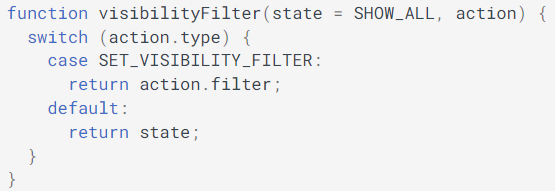 function visibilityFilter(state = SHOW_ALL, action) {
  switch (action.type) {
    case SET_VISIBILITY_FILTER:
      return action.filter;
    default:
      return state;
  }
}